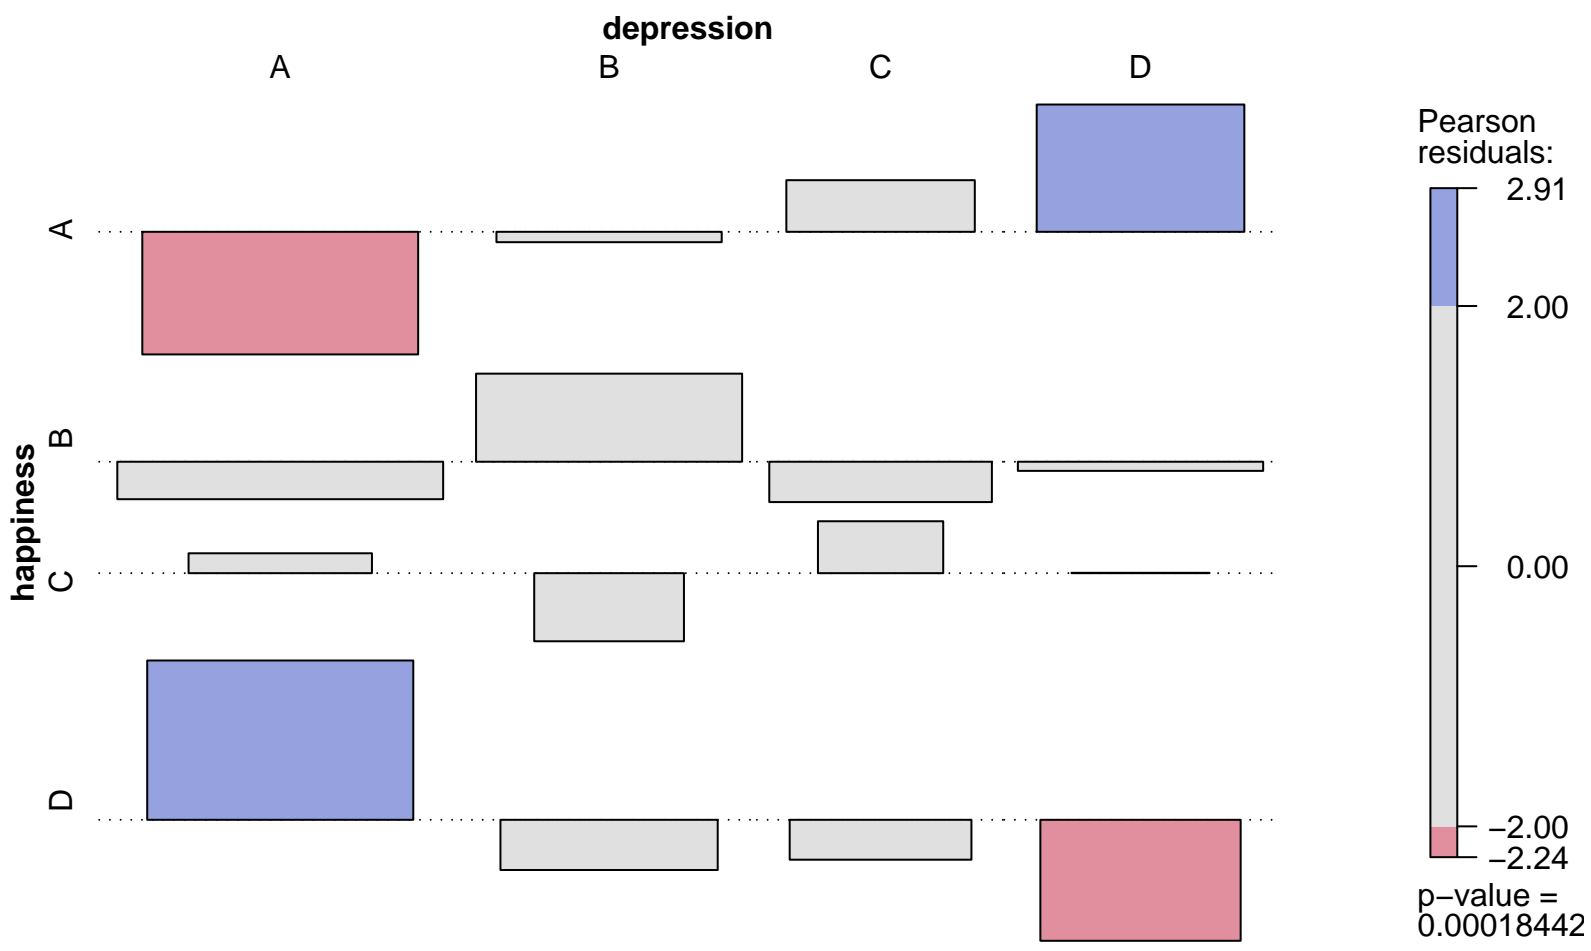 depression
A B C D
happiness
A
B
C
D
Pearson
residuals:
2.91
2.00
0.00
−2.00
−2.24
p−value =
0.00018442